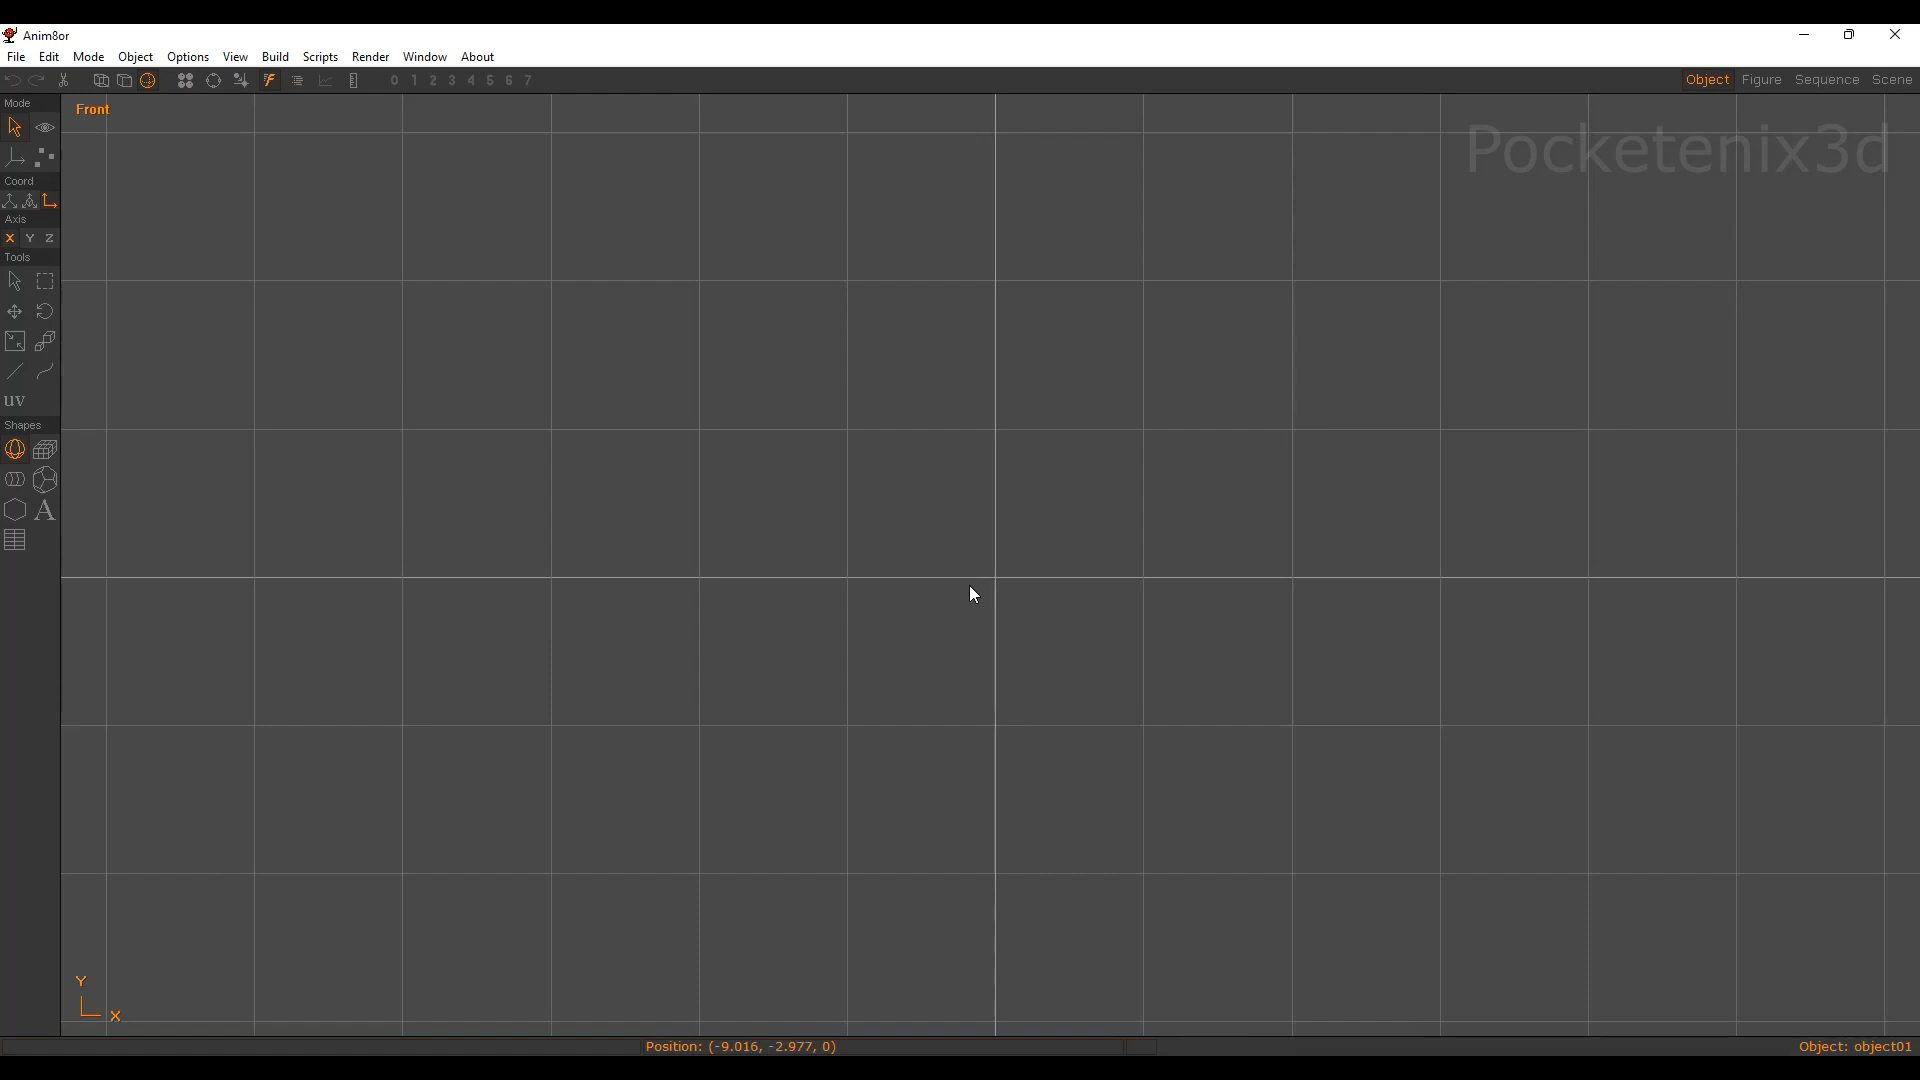 Anim8or
File Edit Mode Object Options View Build Scripts Render Window About
0 1 2 3 4 5 6 7
Object Figure Sequence Scene
Mode
Front
Pocketenix3d
Coord
Axis
X Y Z
Tools
uv
Shapes
A
Y
X
Position: (-9.016, -2.977, 0)
Object: object01